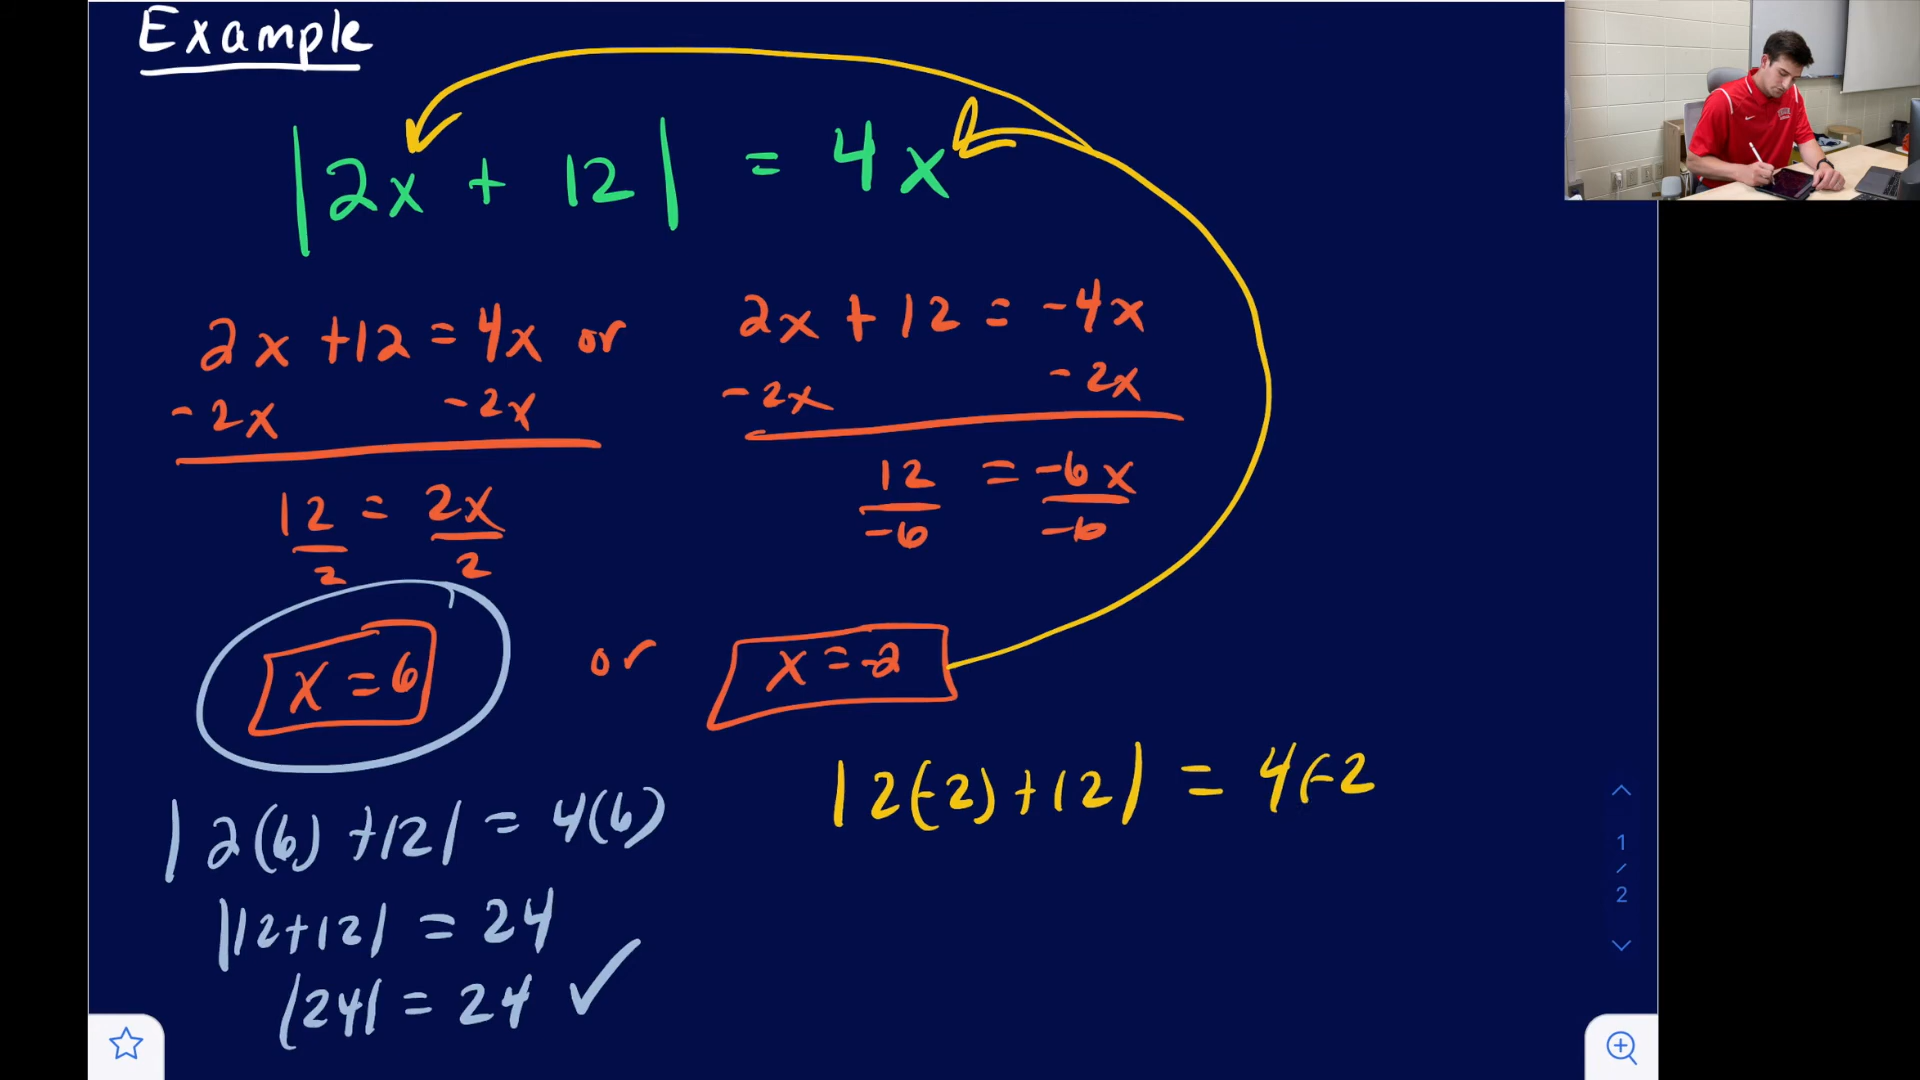 Example
|2x + 12| = 4x
2x +12 = 4x or 2x + 12 = -4x
-2x -2x -2x -2x
12 = 2x 12 = -6x
2 2 -6 -6
x = 6 or x = -2
|2(-2)+12| = 4(-2
|2(6) +12| = 4(6)
|12+12| = 24
|24| = 24 ✓
1
/
2